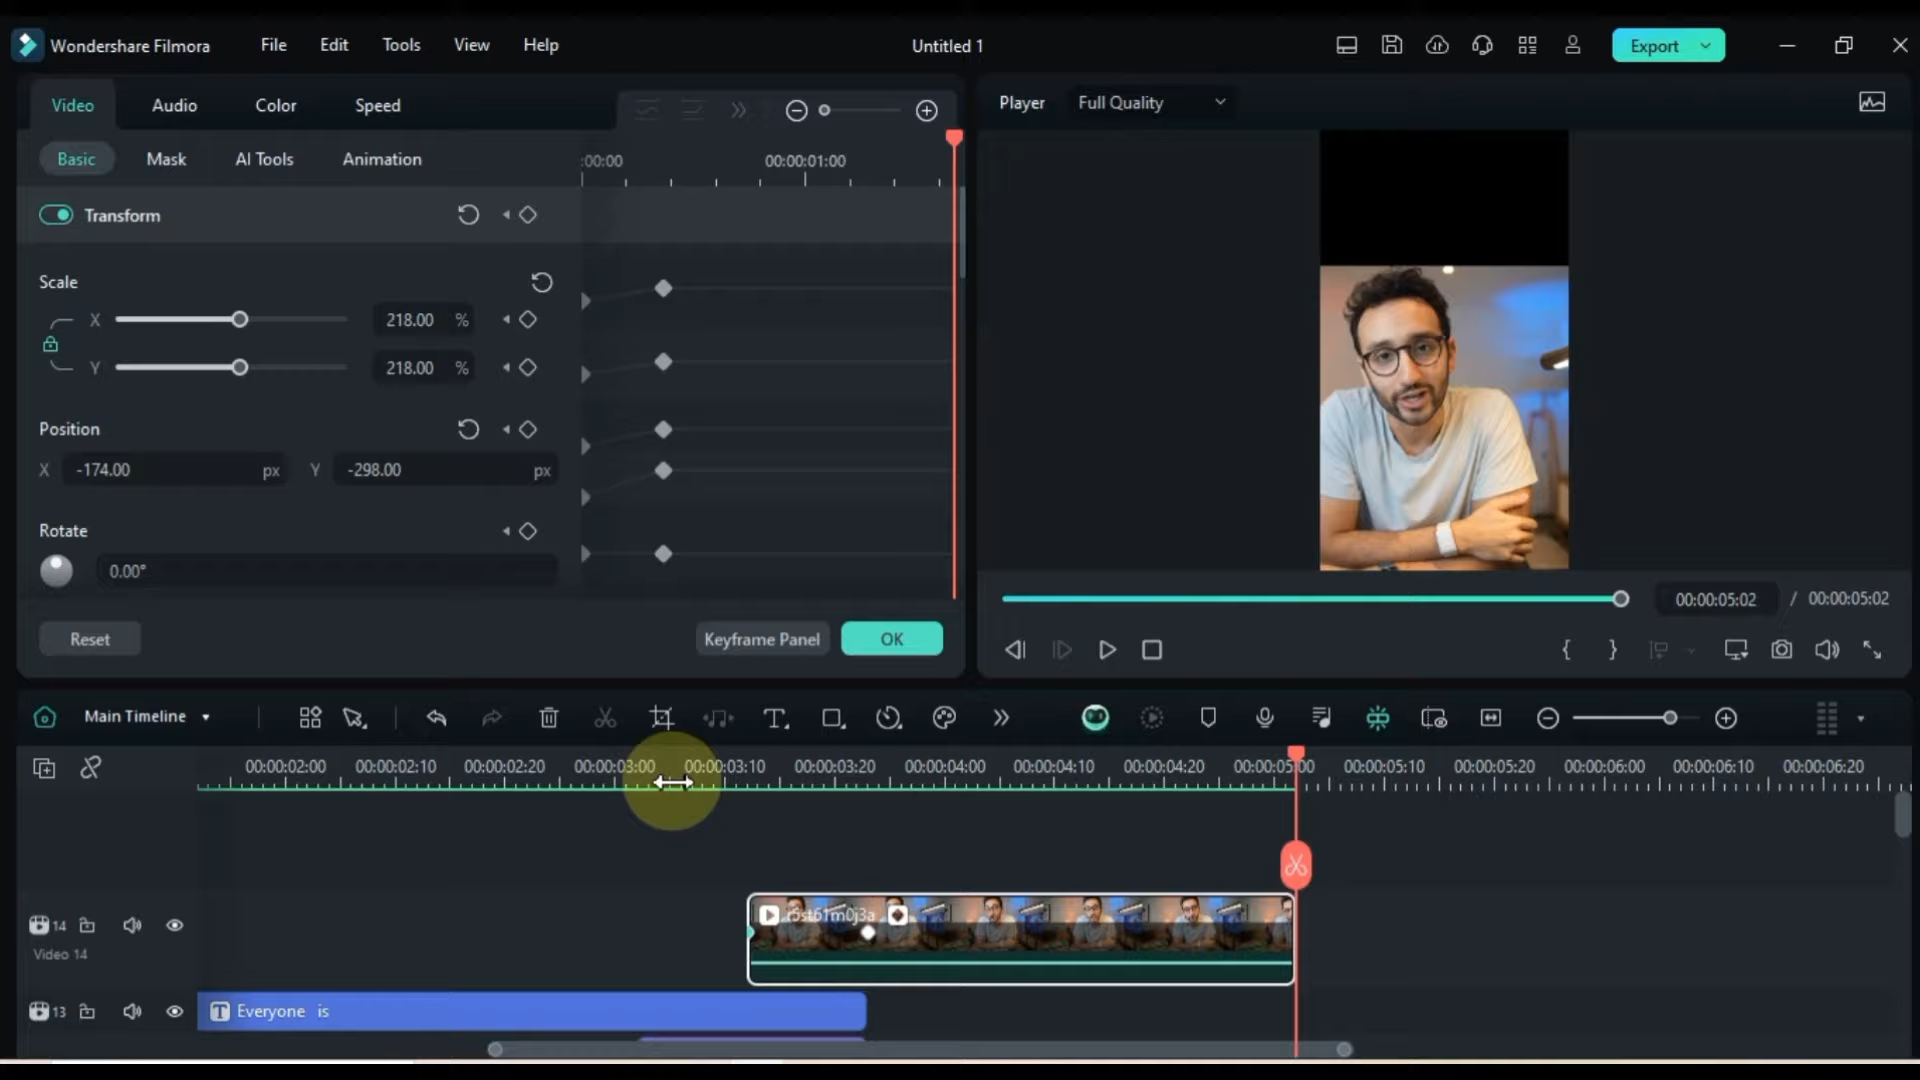 Wondershare Filmora File Edit Tools View Help Untitled 1 Export
Video Audio Color Speed
Player Full Quality
Basic Mask AI Tools Animation
:00:00 00:00:01:00
Transform
Scale
X 218.00 %
Y 218.00 %
Position
X -174.00 px Y -298.00 px
Rotate
0.00°
00:00:05:02 / 00:00:05:02
Reset Keyframe Panel OK
Main Timeline
00:00:02:00 00:00:02:10 00:00:02:20 00:00:03:00 00:00:03:10 00:00:03:20 00:00:04:00 00:00:04:10 00:00:04:20 00:00:05:00 00:00:05:10 00:00:05:20 00:00:06:00 00:00:06:10 00:00:06:20
r5st61m0j3a
14
Video 14
13 T Everyone is